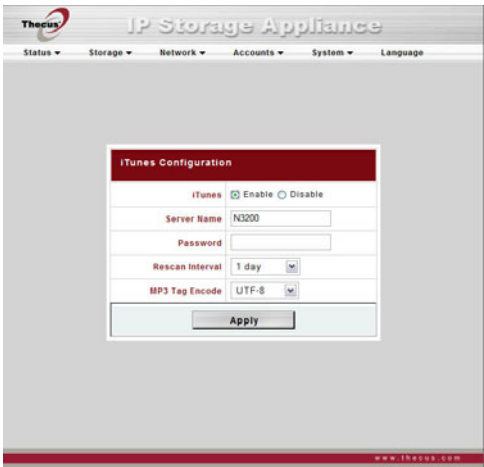 Thecus
IP Storage Appliance
Status Storage Network Accounts System Language
iTunes Configuration
iTunes Enable Disable
Server Name N3200
Password
Rescan Interval 1 day
MP3 Tag Encode UTF-8
Apply
www.thecus.com